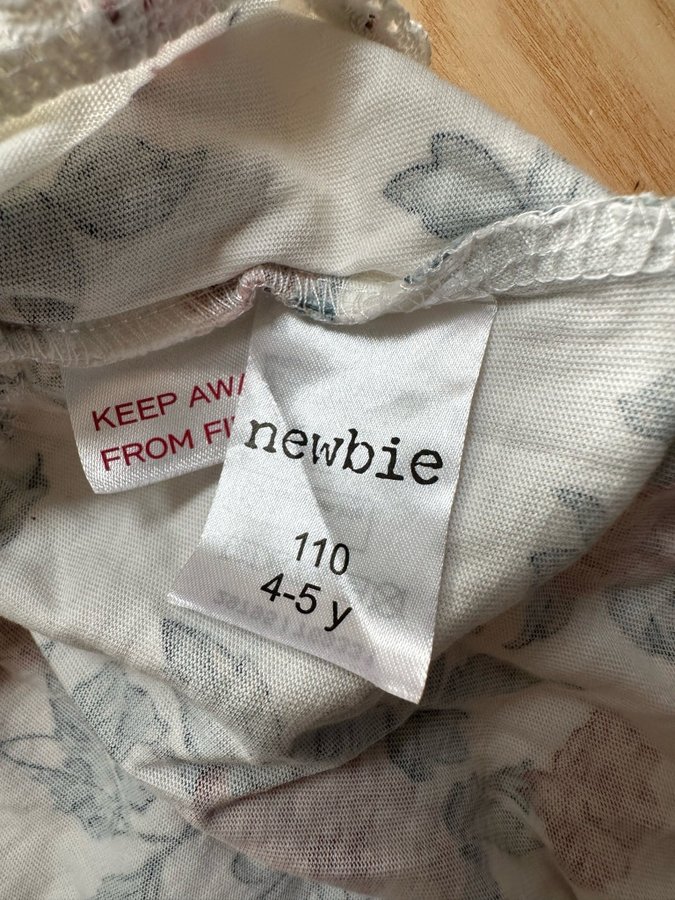 KEEP AWA
FROM FI
newbie
110
4-5 y